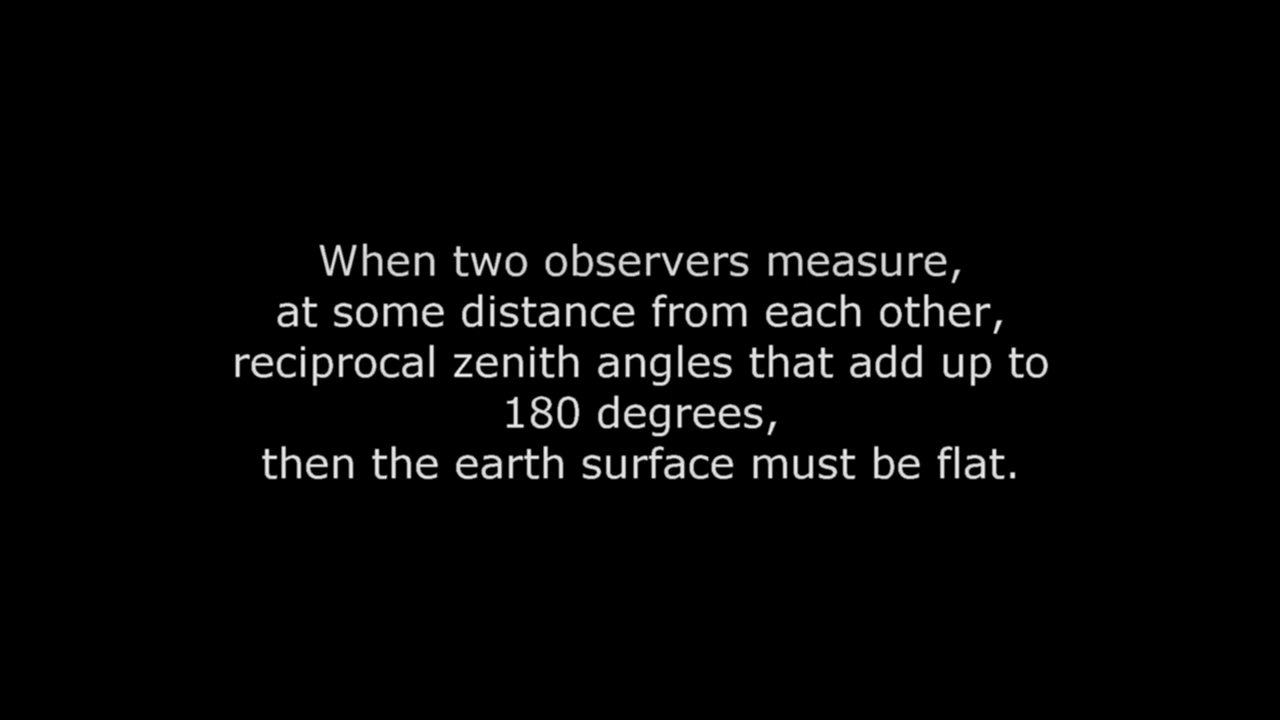 When two observers measure,
at some distance from each other,
reciprocal zenith angles that add up to
180 degrees,
then the earth surface must be flat.